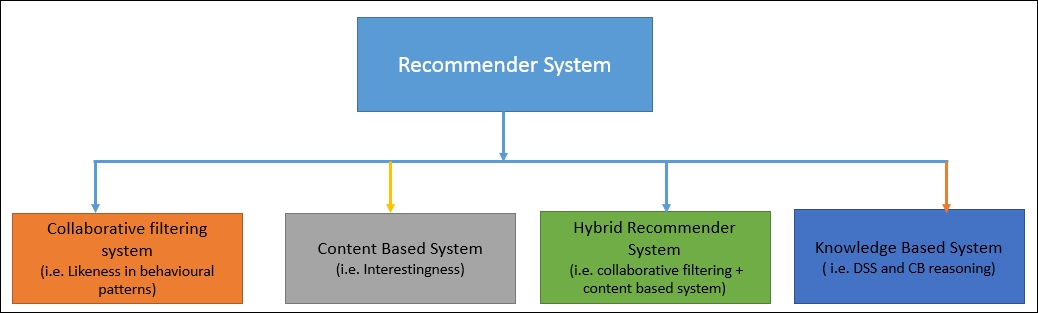 Recommender System
Collaborative filtering
system
(i.e. Likeness in behavioural
patterns)
Content Based System
(i.e. Interestingness)
Hybrid Recommender
System
(i.e. collaborative filtering +
content based system)
Knowledge Based System
( i.e. DSS and CB reasoning)